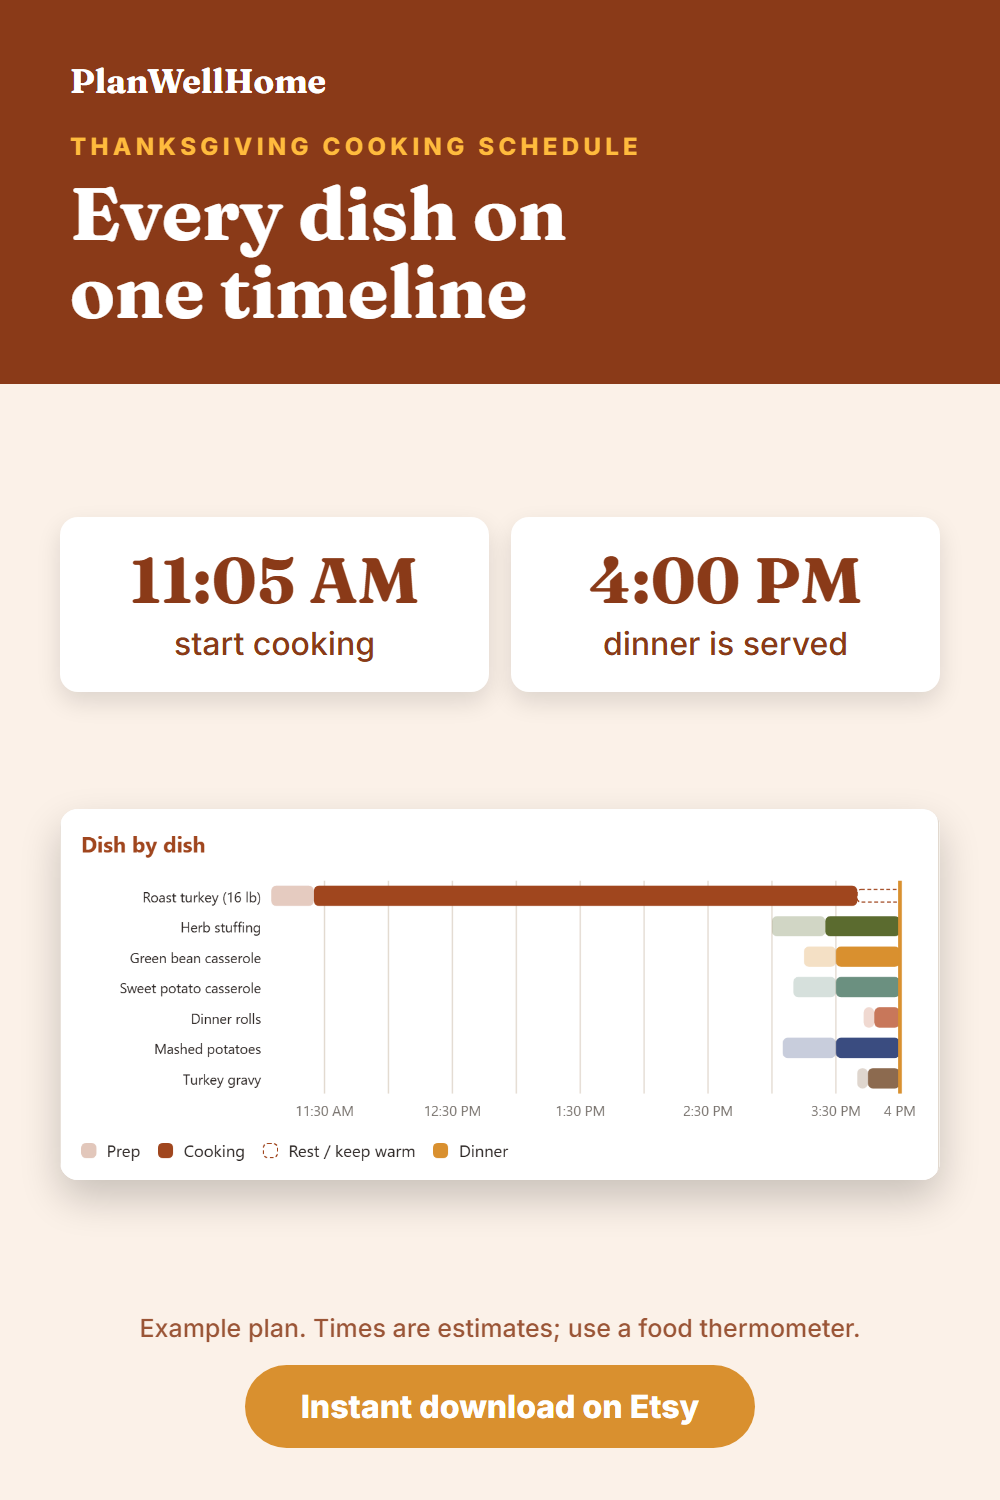 PlanWellHome
THANKSGIVING COOKING SCHEDULE
Every dish on
one timeline
11:05 AM
start cooking
4:00 PM
dinner is served
Dish by dish
Roast turkey (16 lb)
Herb stuffing
Green bean casserole
Sweet potato casserole
Dinner rolls
Mashed potatoes
Turkey gravy
11:30 AM 12:30 PM 1:30 PM 2:30 PM 3:30 PM 4 PM
Prep Cooking Rest / keep warm Dinner
Example plan. Times are estimates; use a food thermometer.
Instant download on Etsy